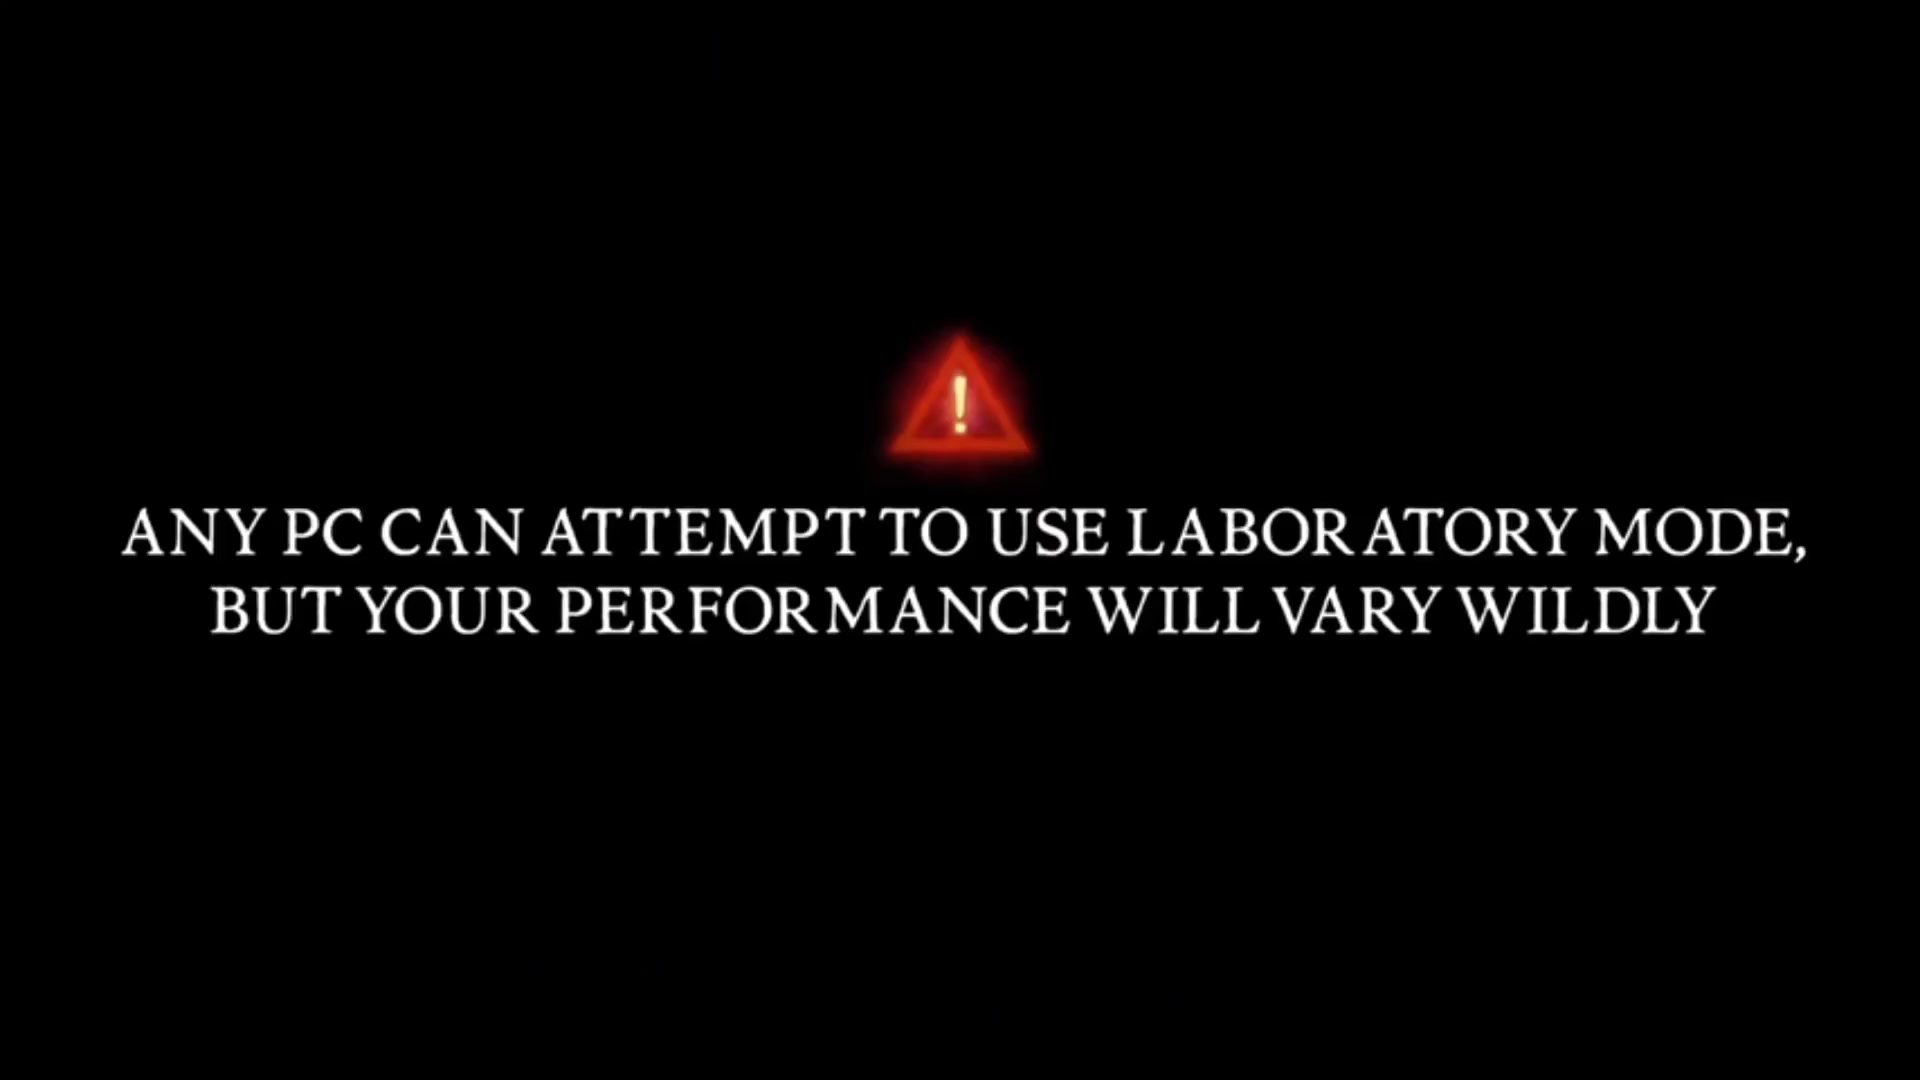 !
ANY PC CAN ATTEMPT TO USE LABORATORY MODE,
BUT YOUR PERFORMANCE WILL VARY WILDLY